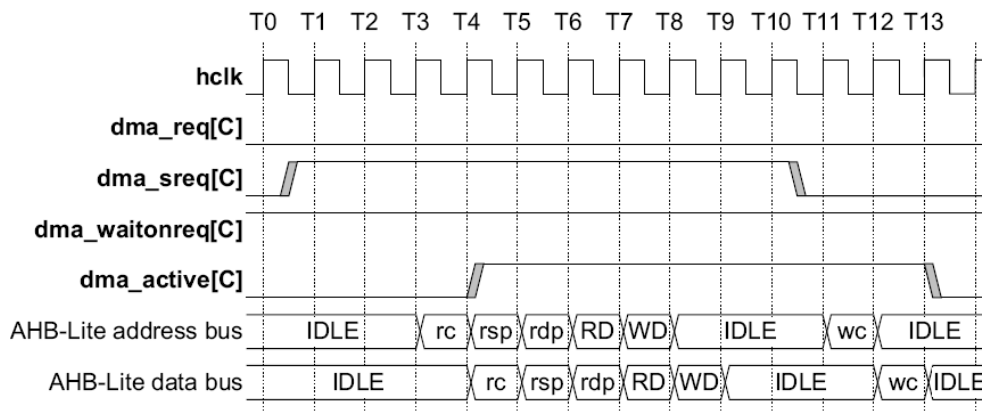 T0 T1 T2 T3 T4 T5 T6 T7 T8 T9 T10 T11 T12 T13
hclk
dma_req[C]
dma_sreq[C]
dma_waitonreq[C]
dma_active[C]
AHB-Lite address bus IDLE rc rsp rdp RD WD IDLE wc IDLE
AHB-Lite data bus IDLE rc rsp rdp RD WD IDLE wc IDLE